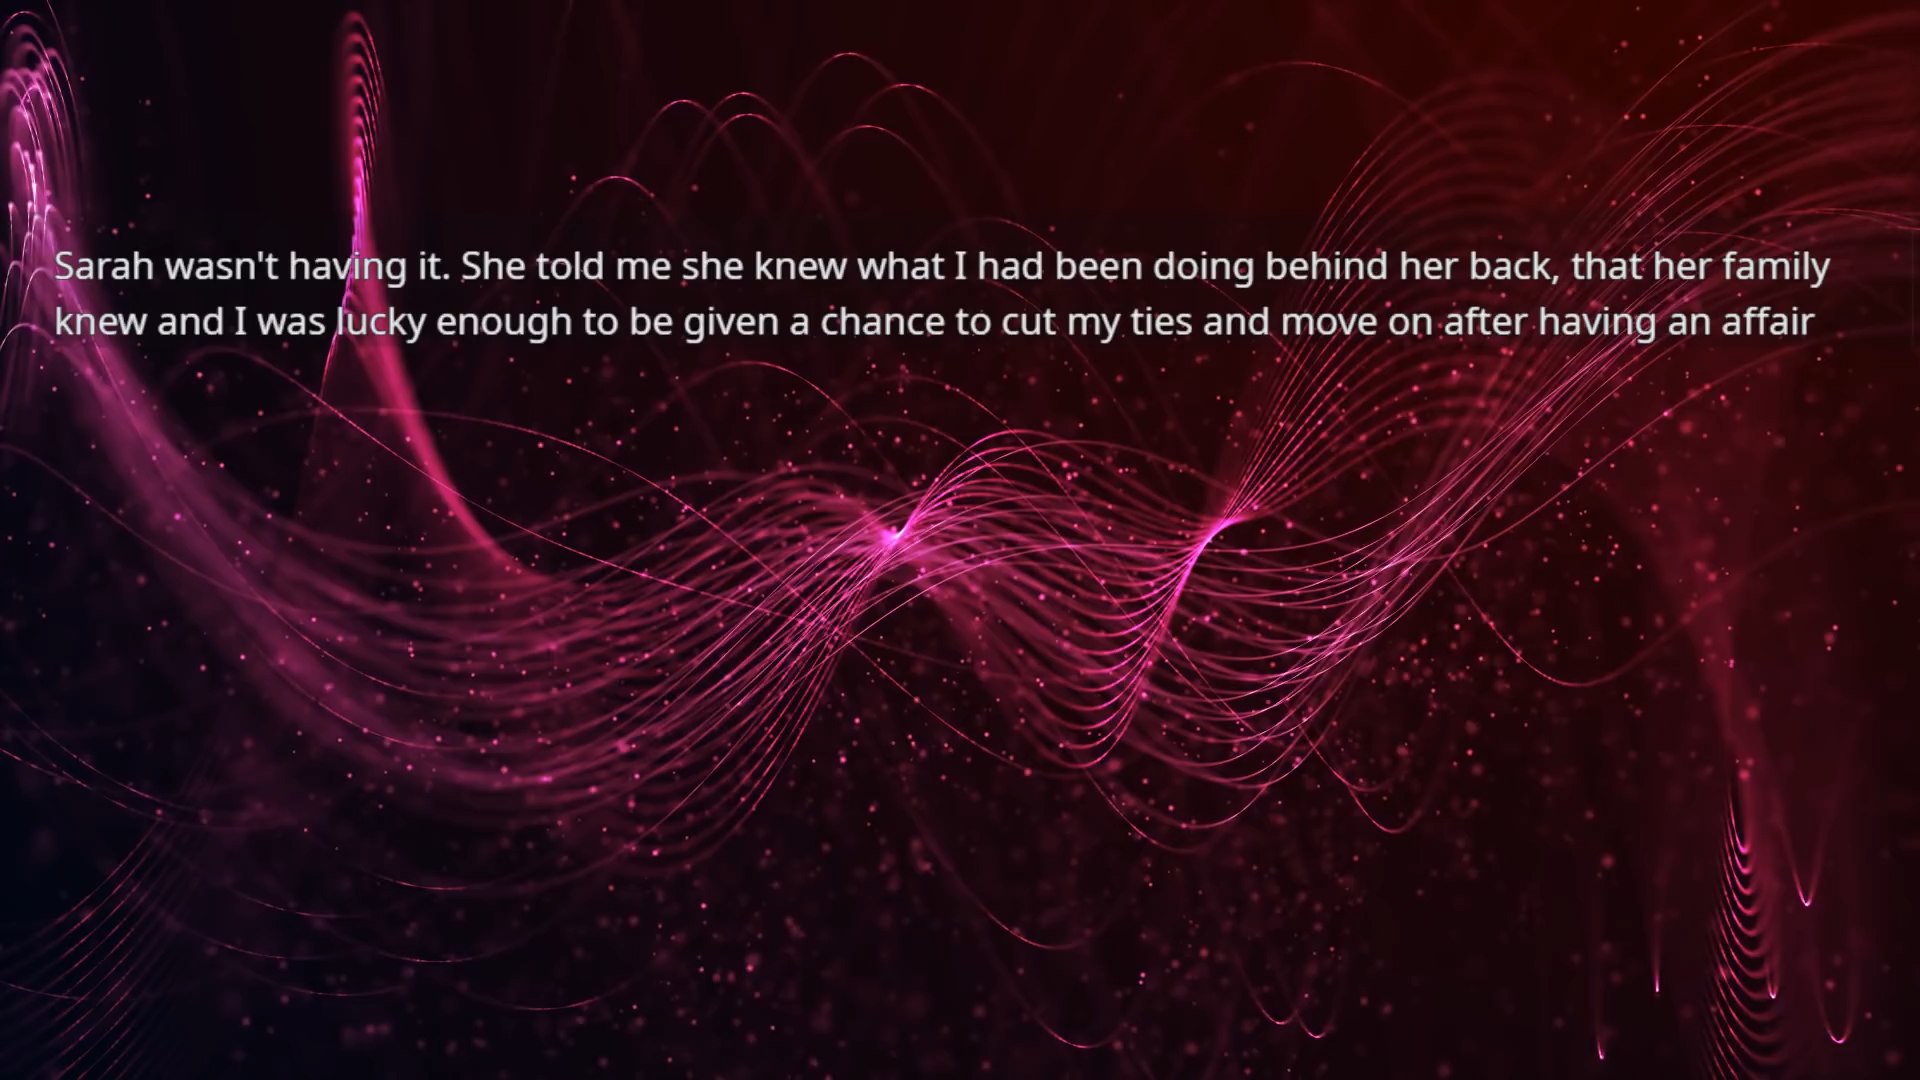 Sarah wasn't having it. She told me she knew what I had been doing behind her back, that her family
knew and I was lucky enough to be given a chance to cut my ties and move on after having an affair